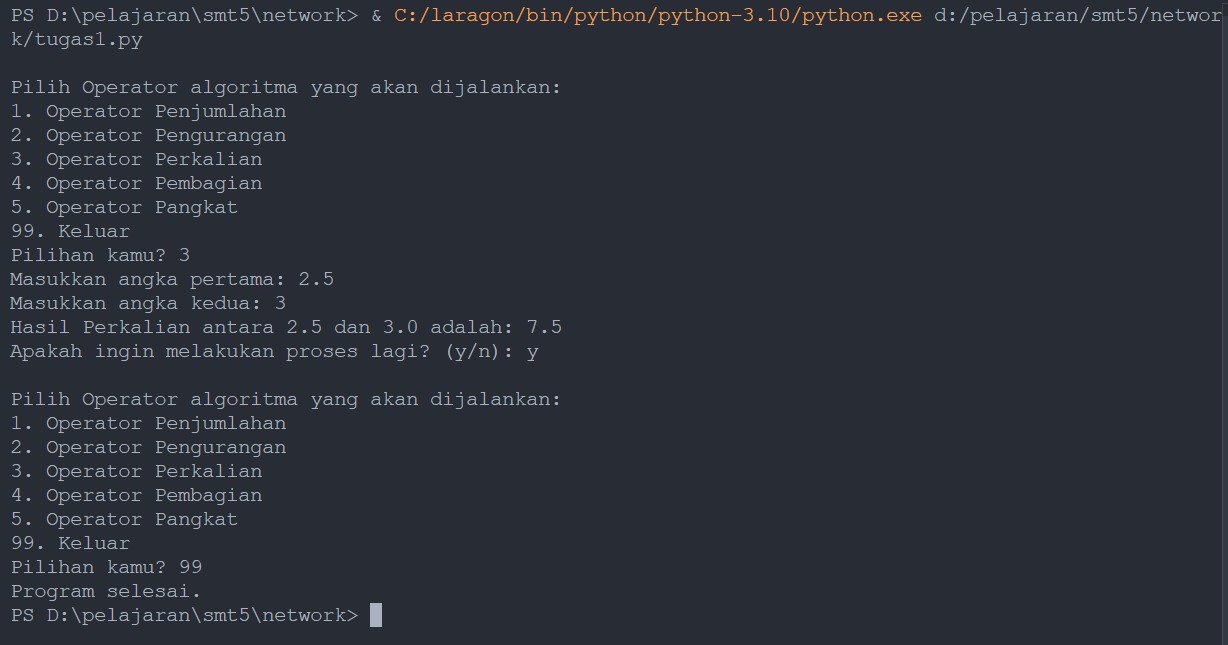 PS D:\pelajaran\smt5\network> & C:/laragon/bin/python/python-3.10/python.exe d:/pelajaran/smt5/networ
k/tugas1.py
Pilih Operator algoritma yang akan dijalankan:
1. Operator Penjumlahan
2. Operator Pengurangan
3. Operator Perkalian
4. Operator Pembagian
5. Operator Pangkat
99. Keluar
Pilihan kamu? 3
Masukkan angka pertama: 2.5
Masukkan angka kedua: 3
Hasil Perkalian antara 2.5 dan 3.0 adalah: 7.5
Apakah ingin melakukan proses lagi? (y/n): y
Pilih Operator algoritma yang akan dijalankan:
1. Operator Penjumlahan
2. Operator Pengurangan
3. Operator Perkalian
4. Operator Pembagian
5. Operator Pangkat
99. Keluar
Pilihan kamu? 99
Program selesai.
PS D:\pelajaran\smt5\network>